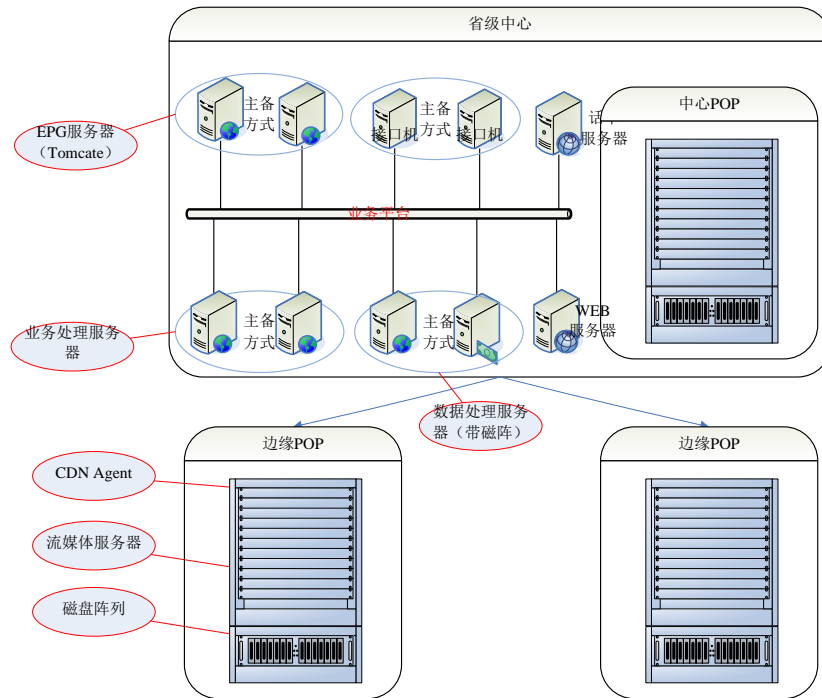 省级中心
主备
方式
主备
方式
接口机
接口机
服务器
中心POP
EPG服务器
（Tomcate）
业务平台
业务处理服务
器
主备
方式
主备
方式
WEB
服务器
数据处理服务
器（带磁阵）
边缘POP
边缘POP
CDN Agent
流媒体服务器
磁盘阵列